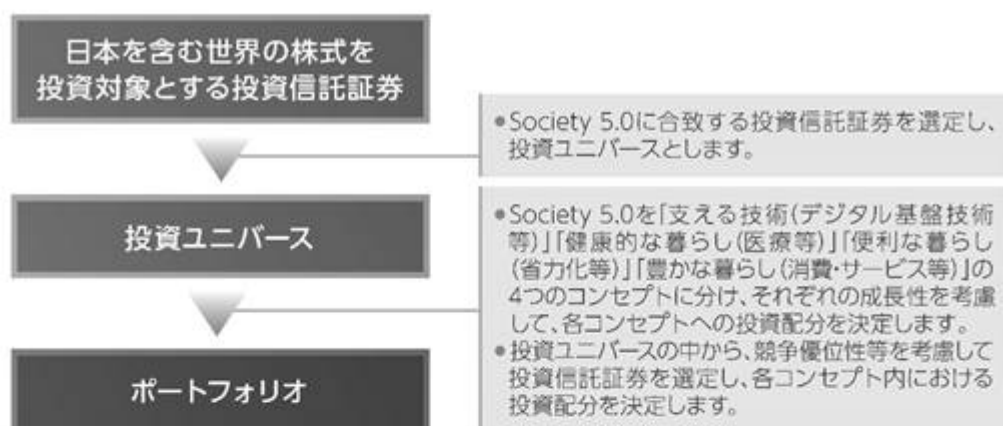 日本を含む世界の株式を
投資対象とする投資信託証券
●Society 5.0に合致する投資信託証券を選定し、
投資ユニバースとします。
投資ユニバース
●Society 5.0を「支える技術(デジタル基盤技術
等)」「健康的な暮らし(医療等)」「便利な暮らし
(省力化等)」「豊かな暮らし(消費・サービス等)」の
4つのコンセプトに分け、それぞれの成長性を考慮
して、各コンセプトへの投資配分を決定します。
●投資ユニバースの中から、競争優位性等を考慮して
投資信託証券を選定し、各コンセプト内における
投資配分を決定します。
ポートフォリオ